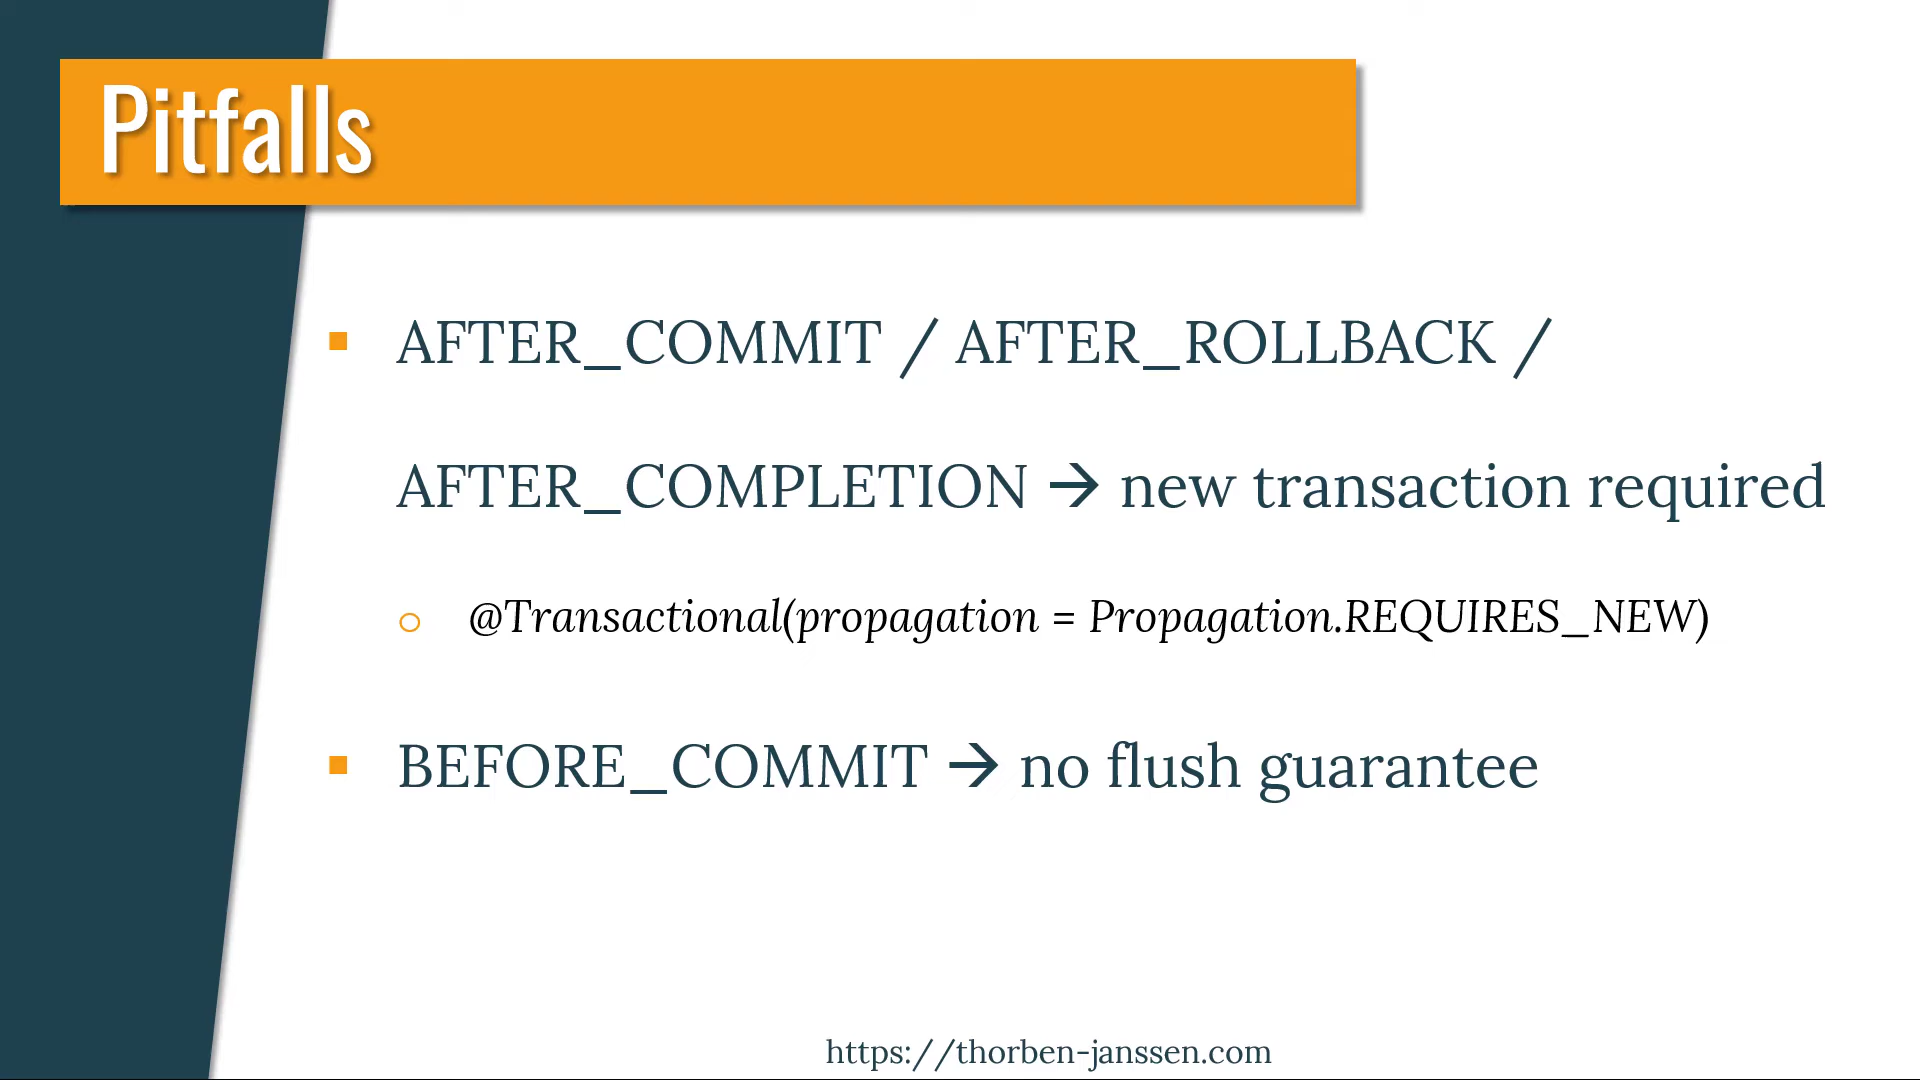 Pitfalls
▪ AFTER_COMMIT / AFTER_ROLLBACK /
AFTER_COMPLETION → new transaction required
o @Transactional(propagation = Propagation.REQUIRES_NEW)
▪ BEFORE_COMMIT → no flush guarantee
https://thorben-janssen.com